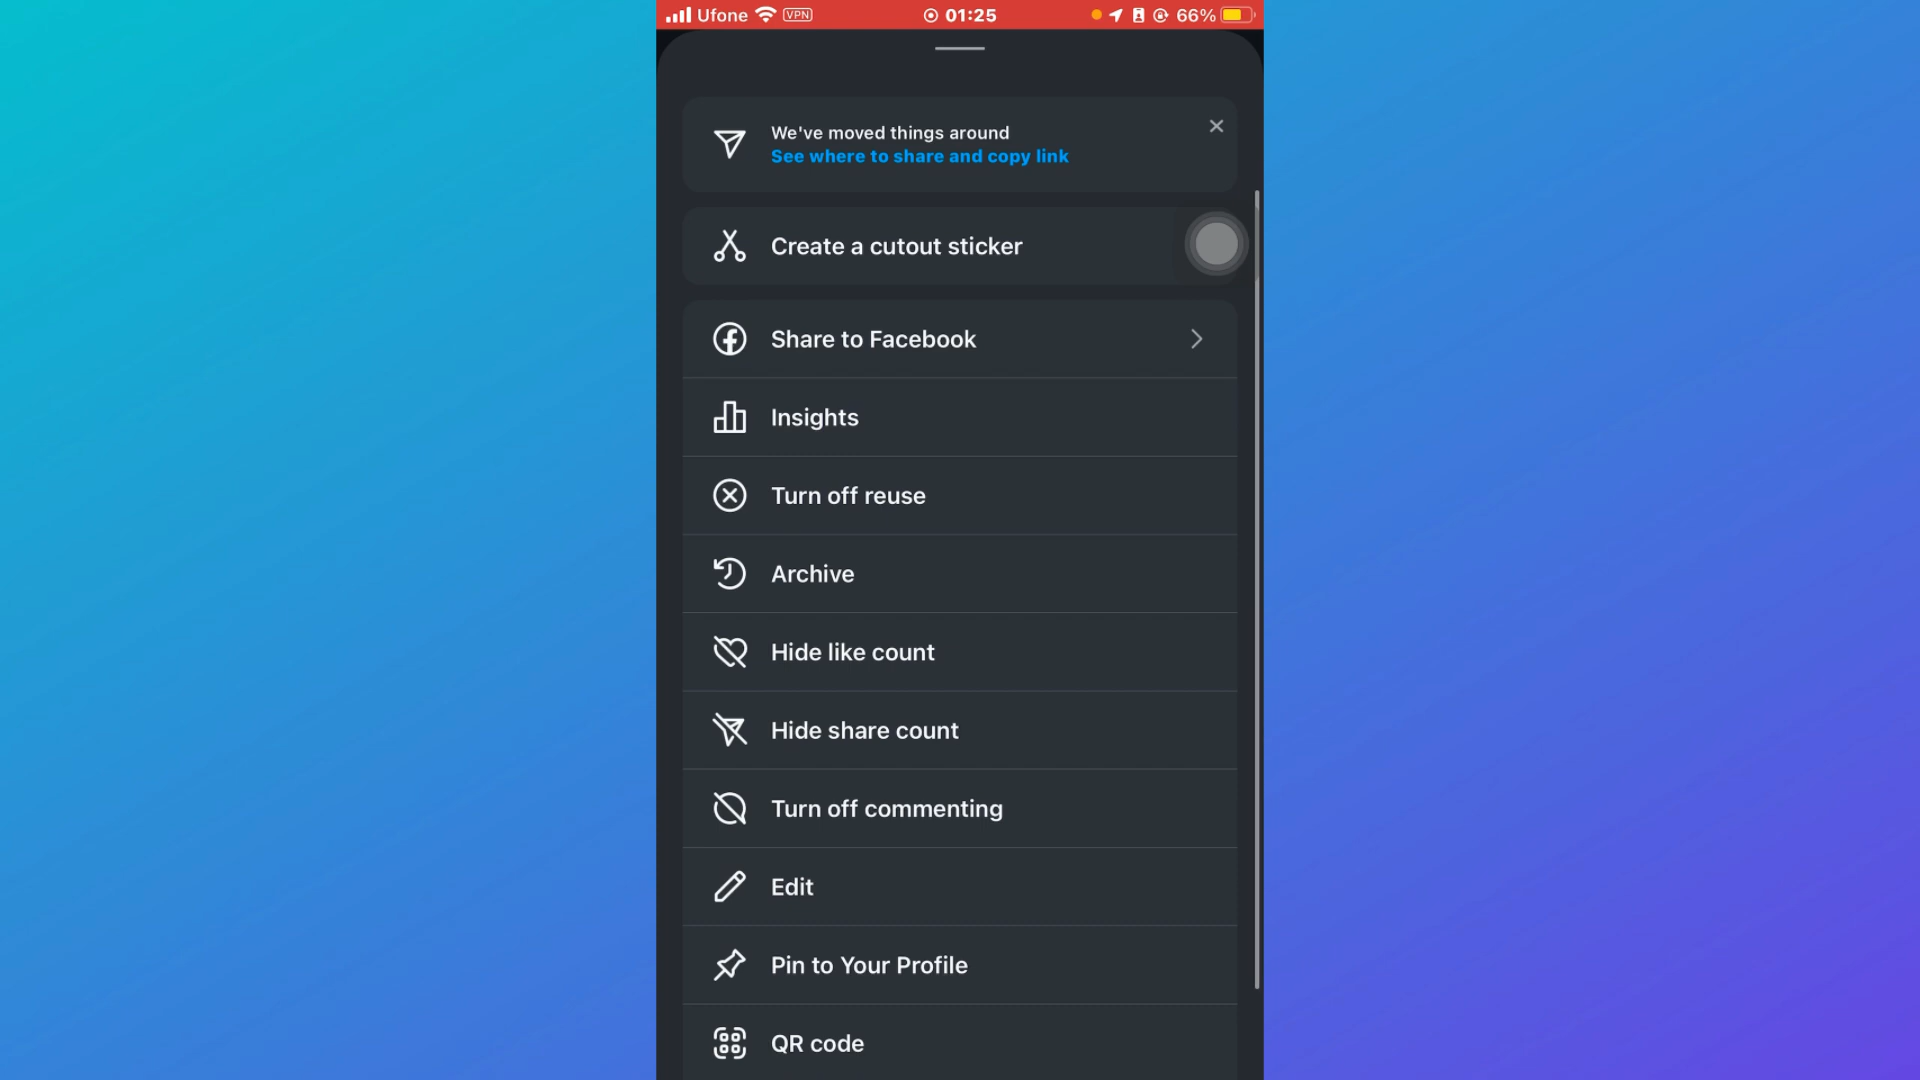 Ufone VPN 01:25 66%
We've moved things around
See where to share and copy link
Create a cutout sticker
Share to Facebook
Insights
Turn off reuse
Archive
Hide like count
Hide share count
Turn off commenting
Edit
Pin to Your Profile
QR code